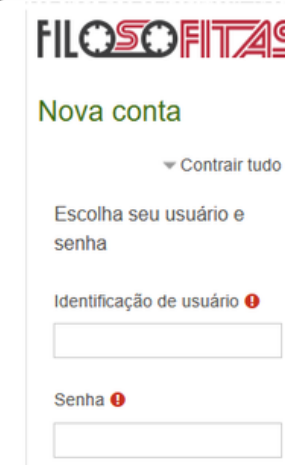 FILOSOFITAS
Nova conta
Contrair tudo
Escolha seu usuário e
senha
Identificação de usuário
Senha